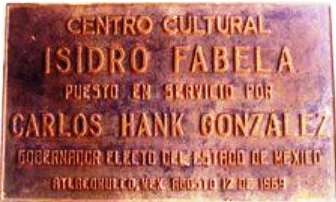 CENTRO CULTURAL
ISIDRO FABELA
PUESTO EN SERVICIO POR
CARLOS HANK GONZALEZ
GOBERNADOR ELECTO DEL ESTADO DE MEXICO
ATLACOMULCO, MEX. AGOSTO 12 DE 1969